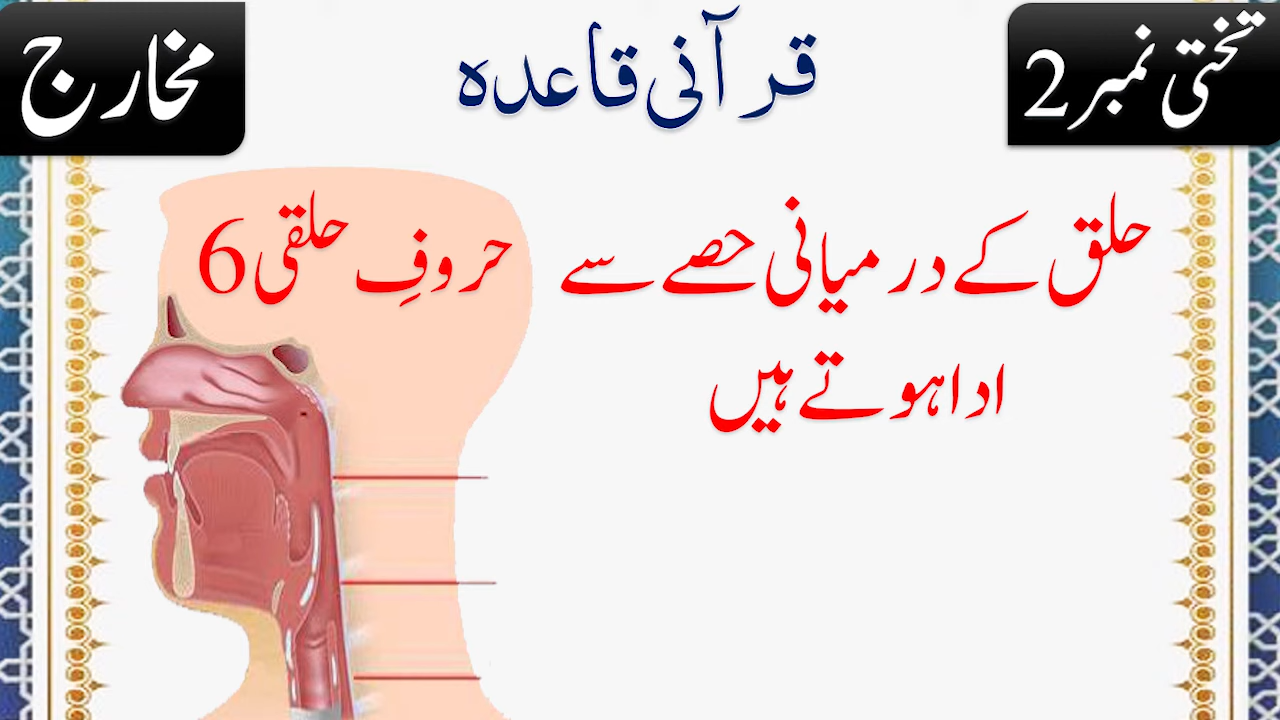 تختی نمبر 2
قرآنی قاعدہ
مخارج
حلق کے درمیانی حصے سے حروفِ حلقی 6
ادا ہوتے ہیں